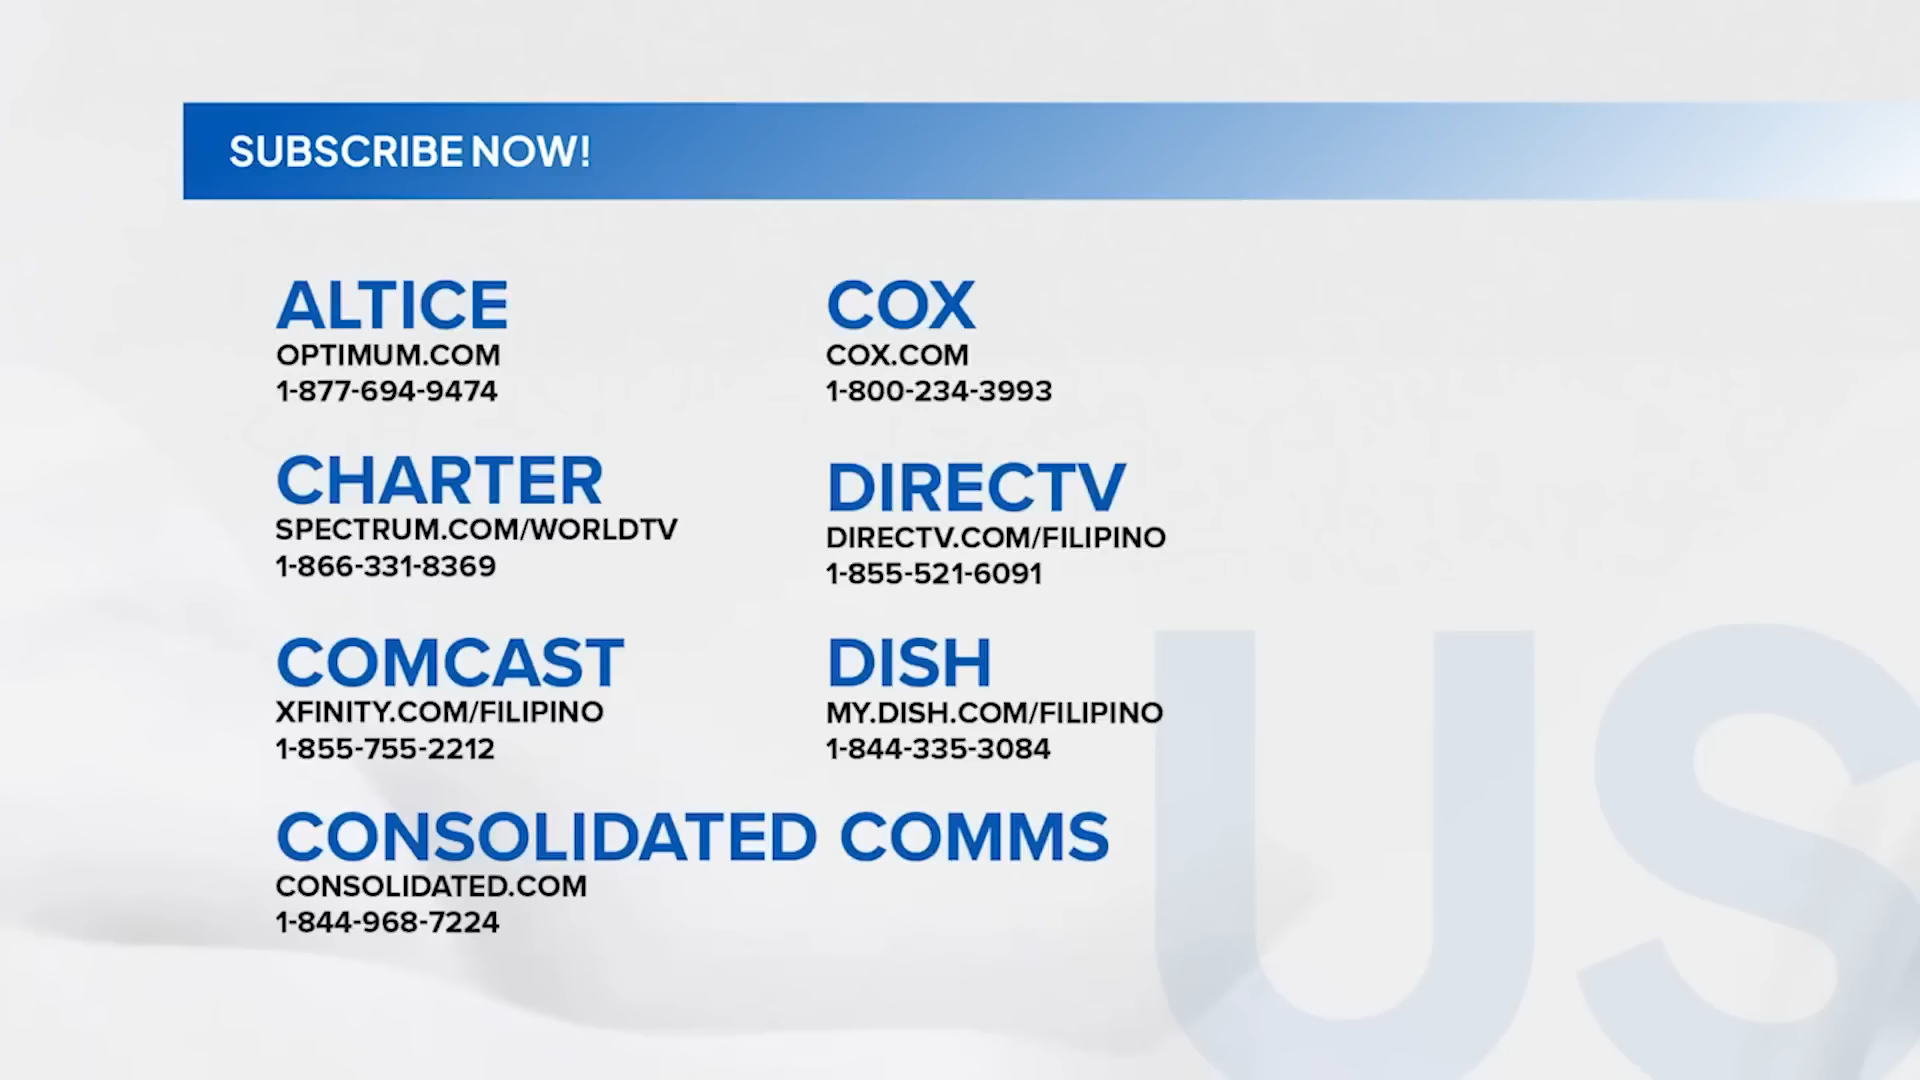 SUBSCRIBE NOW!
ALTICE
OPTIMUM.COM
1-877-694-9474
CHARTER
SPECTRUM.COM/WORLDTV
1-866-331-8369
COMCAST
XFINITY.COM/FILIPINO
1-855-755-2212
CONSOLIDATED COMMS
CONSOLIDATED.COM
1-844-968-7224
COX
COX.COM
1-800-234-3993
DIRECTV
DIRECTV.COM/FILIPINO
1-855-521-6091
DISH
MY.DISH.COM/FILIPINO
1-844-335-3084
US